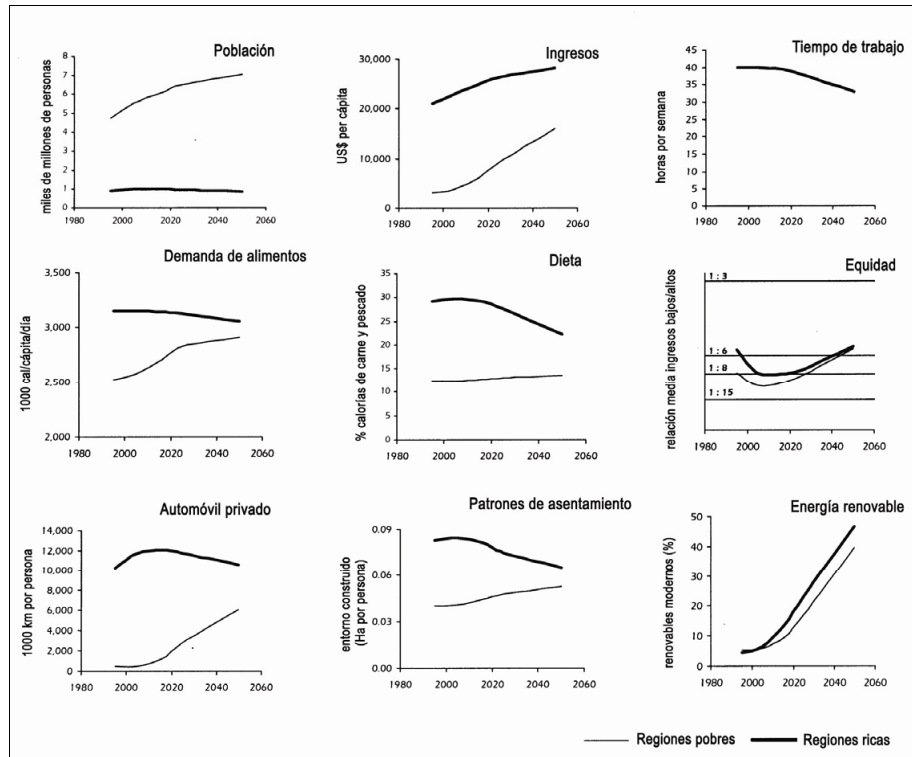 Población
miles de millones de personas
8
7
6
5
4
3
2
1
0
1980 2000 2020 2040 2060
Ingresos
US$ per cápita
30,000
20,000
10,000
0
1980 2000 2020 2040 2060
Tiempo de trabajo
horas por semana
45
40
35
30
25
20
15
10
5
0
1980 2000 2020 2040 2060
Demanda de alimentos
1000 cal/cápita/día
3,500
3,000
2,500
2,000
1980 2000 2020 2040 2060
Dieta
% calorías de carne y pescado
35
30
25
20
15
10
5
0
1980 2000 2020 2040 2060
Equidad
relación media ingresos bajos/altos
1 : 3
1 : 6
1 : 8
1 : 15
1980 2000 2020 2040 2060
Automóvil privado
1000 km por persona
14,000
12,000
10,000
8,000
6,000
4,000
2,000
0
1980 2000 2020 2040 2060
Patrones de asentamiento
entorno construido
(Ha por persona)
0.09
0.06
0.03
0.00
1980 2000 2020 2040 2060
Energía renovable
renovables modernos (%)
50
40
30
20
10
0
1980 2000 2020 2040 2060
Regiones pobres Regiones ricas